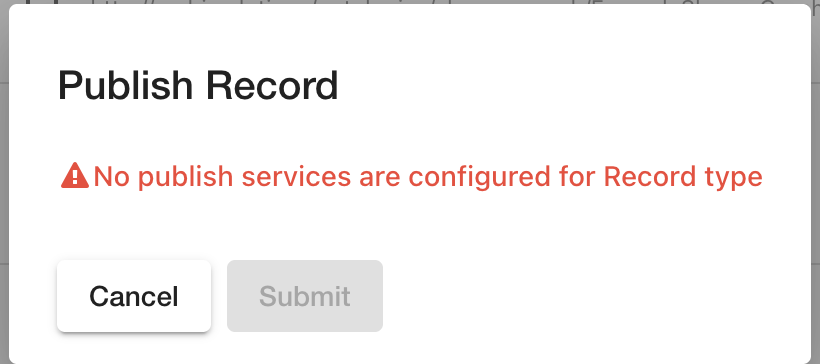 Publish Record
No publish services are configured for Record type
Cancel
Submit